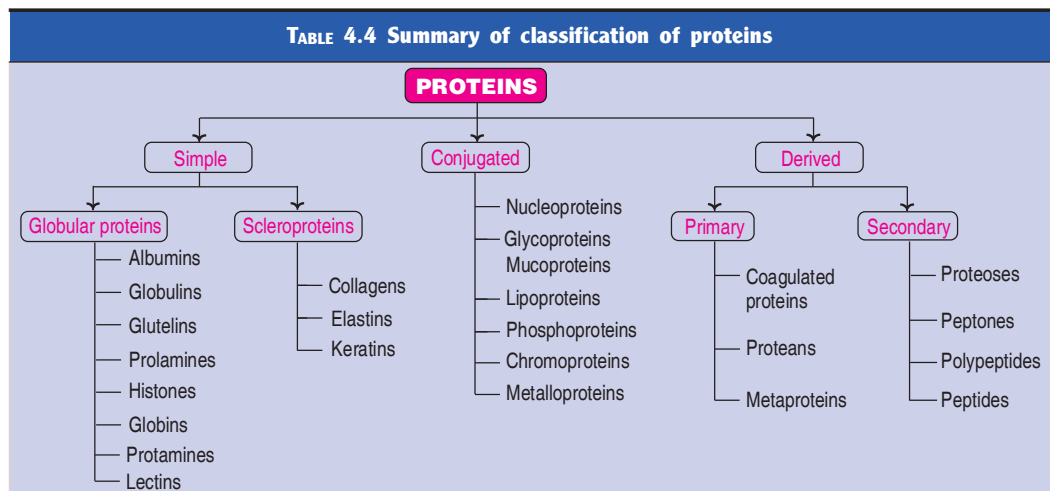 TABLE 4.4 Summary of classification of proteins
PROTEINS
Simple
Conjugated
Derived
Globular proteins
Scleroproteins
Primary
Secondary
Albumins
Globulins
Glutelins
Prolamines
Histones
Globins
Protamines
Lectins
Collagens
Elastins
Keratins
Nucleoproteins
Glycoproteins
Mucoproteins
Lipoproteins
Phosphoproteins
Chromoproteins
Metalloproteins
Coagulated
proteins
Proteans
Metaproteins
Proteoses
Peptones
Polypeptides
Peptides